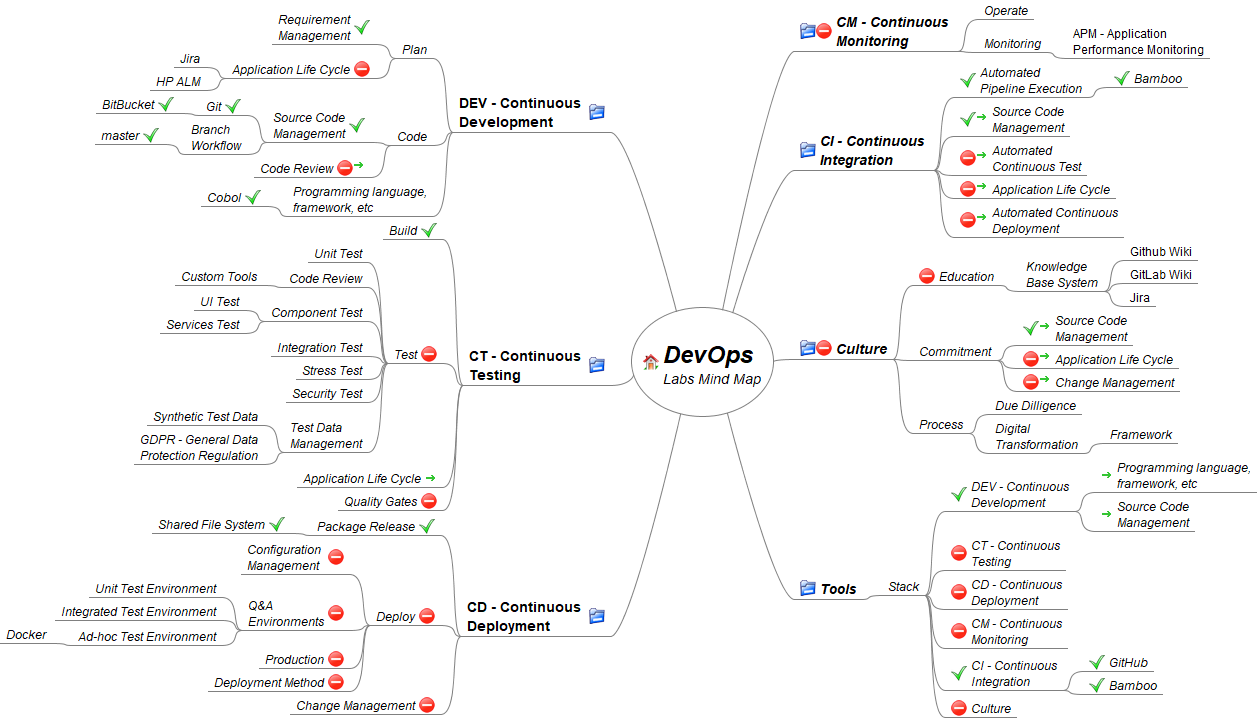 DevOps
Labs Mind Map
DEV - Continuous
Development
Plan
Requirement
Management
Application Life Cycle
Jira
HP ALM
Code
Source Code
Management
Git
BitBucket
Branch
Workflow
master
Code Review
Programming language,
framework, etc
Cobol
CT - Continuous
Testing
Build
Test
Unit Test
Code Review
Custom Tools
Component Test
UI Test
Services Test
Integration Test
Stress Test
Security Test
Test Data
Management
Synthetic Test Data
GDPR - General Data
Protection Regulation
Application Life Cycle
Quality Gates
CD - Continuous
Deployment
Package Release
Shared File System
Deploy
Configuration
Management
Q&A
Environments
Unit Test Environment
Integrated Test Environment
Ad-hoc Test Environment
Docker
Production
Deployment Method
Change Management
CM - Continuous
Monitoring
Operate
Monitoring
APM - Application
Performance Monitoring
CI - Continuous
Integration
Automated
Pipeline Execution
Bamboo
Source Code
Management
Automated
Continuous Test
Application Life Cycle
Automated Continuous
Deployment
Culture
Education
Knowledge
Base System
Github Wiki
GitLab Wiki
Jira
Commitment
Source Code
Management
Application Life Cycle
Change Management
Process
Due Dilligence
Digital
Transformation
Framework
Tools
Stack
DEV - Continuous
Development
Programming language,
framework, etc
Source Code
Management
CT - Continuous
Testing
CD - Continuous
Deployment
CM - Continuous
Monitoring
CI - Continuous
Integration
GitHub
Bamboo
Culture